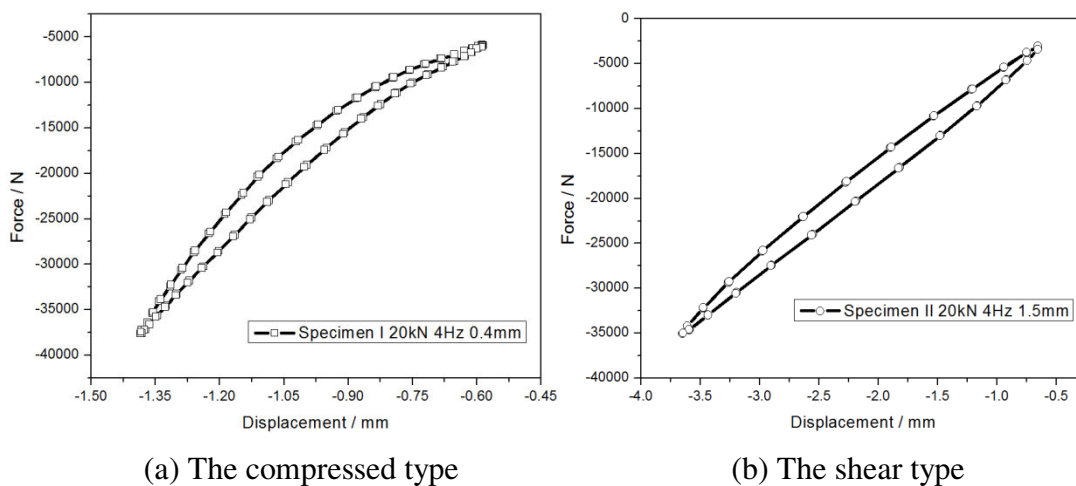 -5000
-10000
-15000
-20000
-25000
-30000
-35000
-40000
Force / N
-1.50 -1.35 -1.20 -1.05 -0.90 -0.75 -0.60 -0.45
Displacement / mm
Specimen I 20kN 4Hz 0.4mm
(a) The compressed type
0
-5000
-10000
-15000
-20000
-25000
-30000
-35000
-40000
Force / N
-4.0 -3.5 -3.0 -2.5 -2.0 -1.5 -1.0 -0.5
Displacement / mm
Specimen II 20kN 4Hz 1.5mm
(b) The shear type